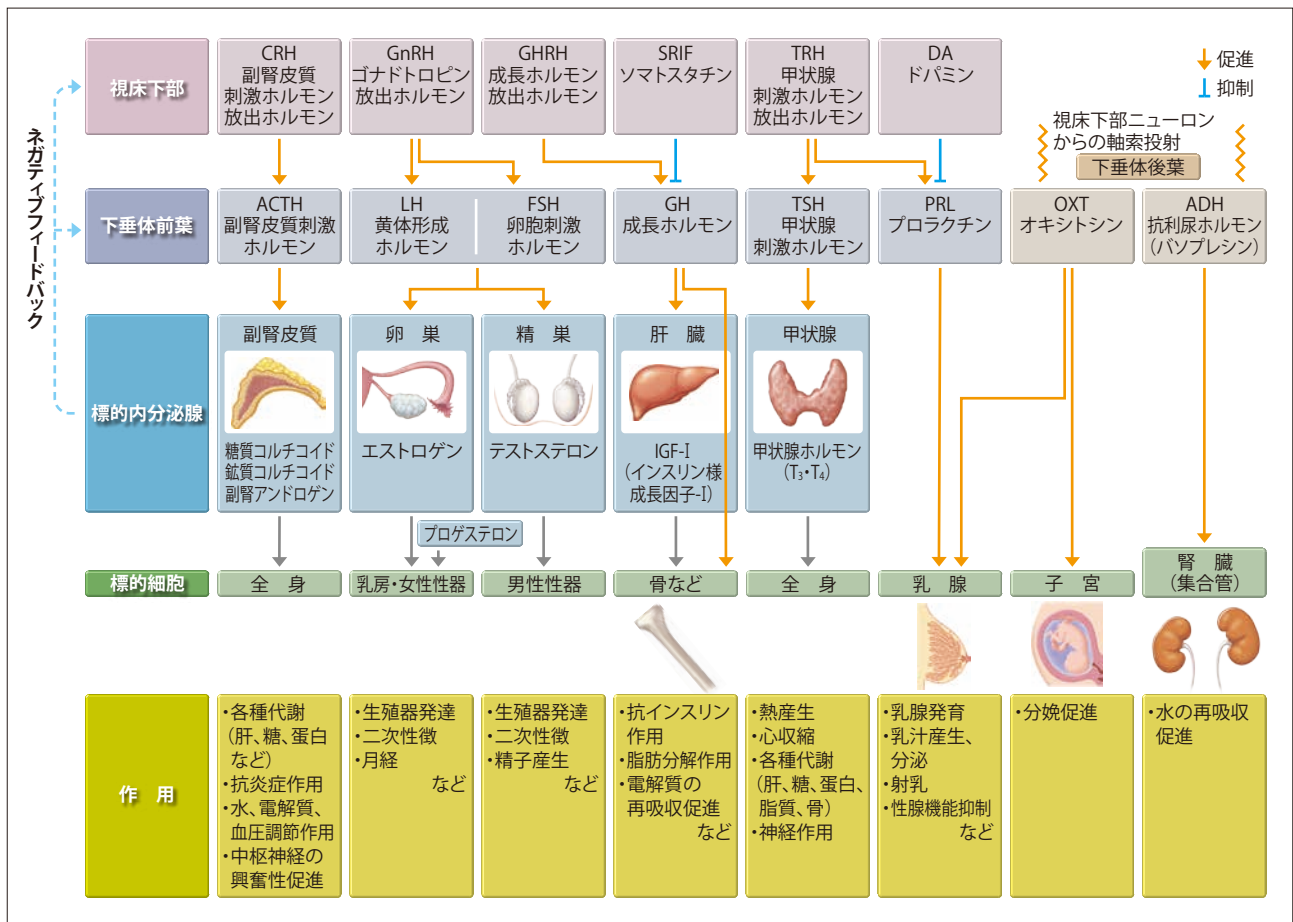 視床下部
CRH
副腎皮質
刺激ホルモン
放出ホルモン
GnRH
ゴナドトロピン
放出ホルモン
GHRH
成長ホルモン
放出ホルモン
SRIF
ソマトスタチン
TRH
甲状腺
刺激ホルモン
放出ホルモン
DA
ドパミン
促進
抑制
視床下部ニューロン
からの軸索投射
下垂体後葉
ネガティブフィードバック
下垂体前葉
ACTH
副腎皮質刺激
ホルモン
LH
黄体形成
ホルモン
FSH
卵胞刺激
ホルモン
GH
成長ホルモン
TSH
甲状腺
刺激ホルモン
PRL
プロラクチン
OXT
オキシトシン
ADH
抗利尿ホルモン
(バソプレシン)
標的内分泌腺
副腎皮質
糖質コルチコイド
鉱質コルチコイド
副腎アンドロゲン
卵 巣
エストロゲン
精 巣
テストステロン
肝 臓
IGF-I
(インスリン様
成長因子-I)
甲状腺
甲状腺ホルモン
(T₃・T₄)
プロゲステロン
標的細胞
全 身
乳房・女性性器
男性性器
骨など
全 身
乳 腺
子 宮
腎 臓
(集合管)
作 用
・各種代謝
(肝、糖、蛋白
など)
・抗炎症作用
・水、電解質、
血圧調節作用
・中枢神経の
興奮性促進
・生殖器発達
・二次性徴
・月経
など
・生殖器発達
・二次性徴
・精子産生
など
・抗インスリン
作用
・脂肪分解作用
・電解質の
再吸収促進
など
・熱産生
・心収縮
・各種代謝
(肝、糖、蛋白、
脂質、骨)
・神経作用
・乳腺発育
・乳汁産生、
分泌
・射乳
・性腺機能抑制
など
・分娩促進
・水の再吸収
促進